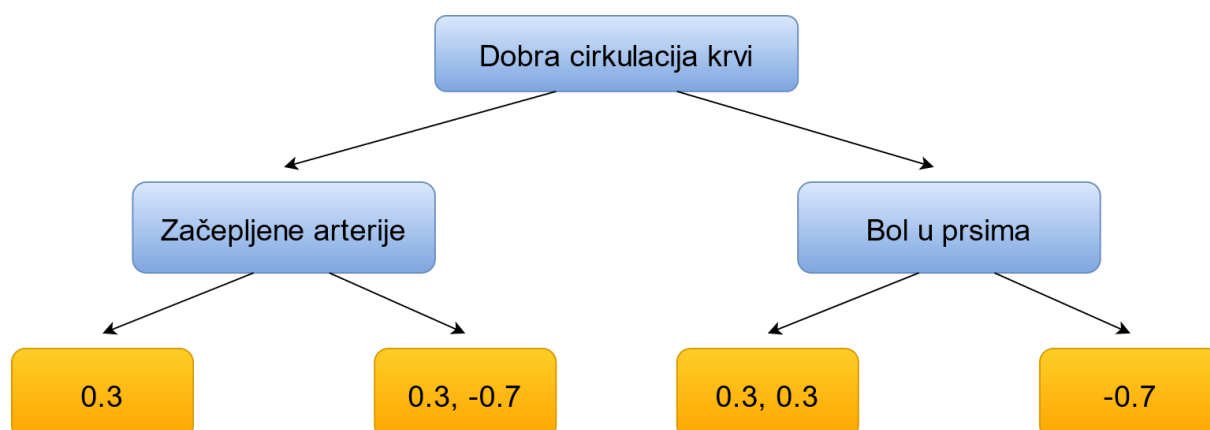 Dobra cirkulacija krvi
Začepljene arterije
Bol u prsima
0.3
0.3, -0.7
0.3, 0.3
-0.7